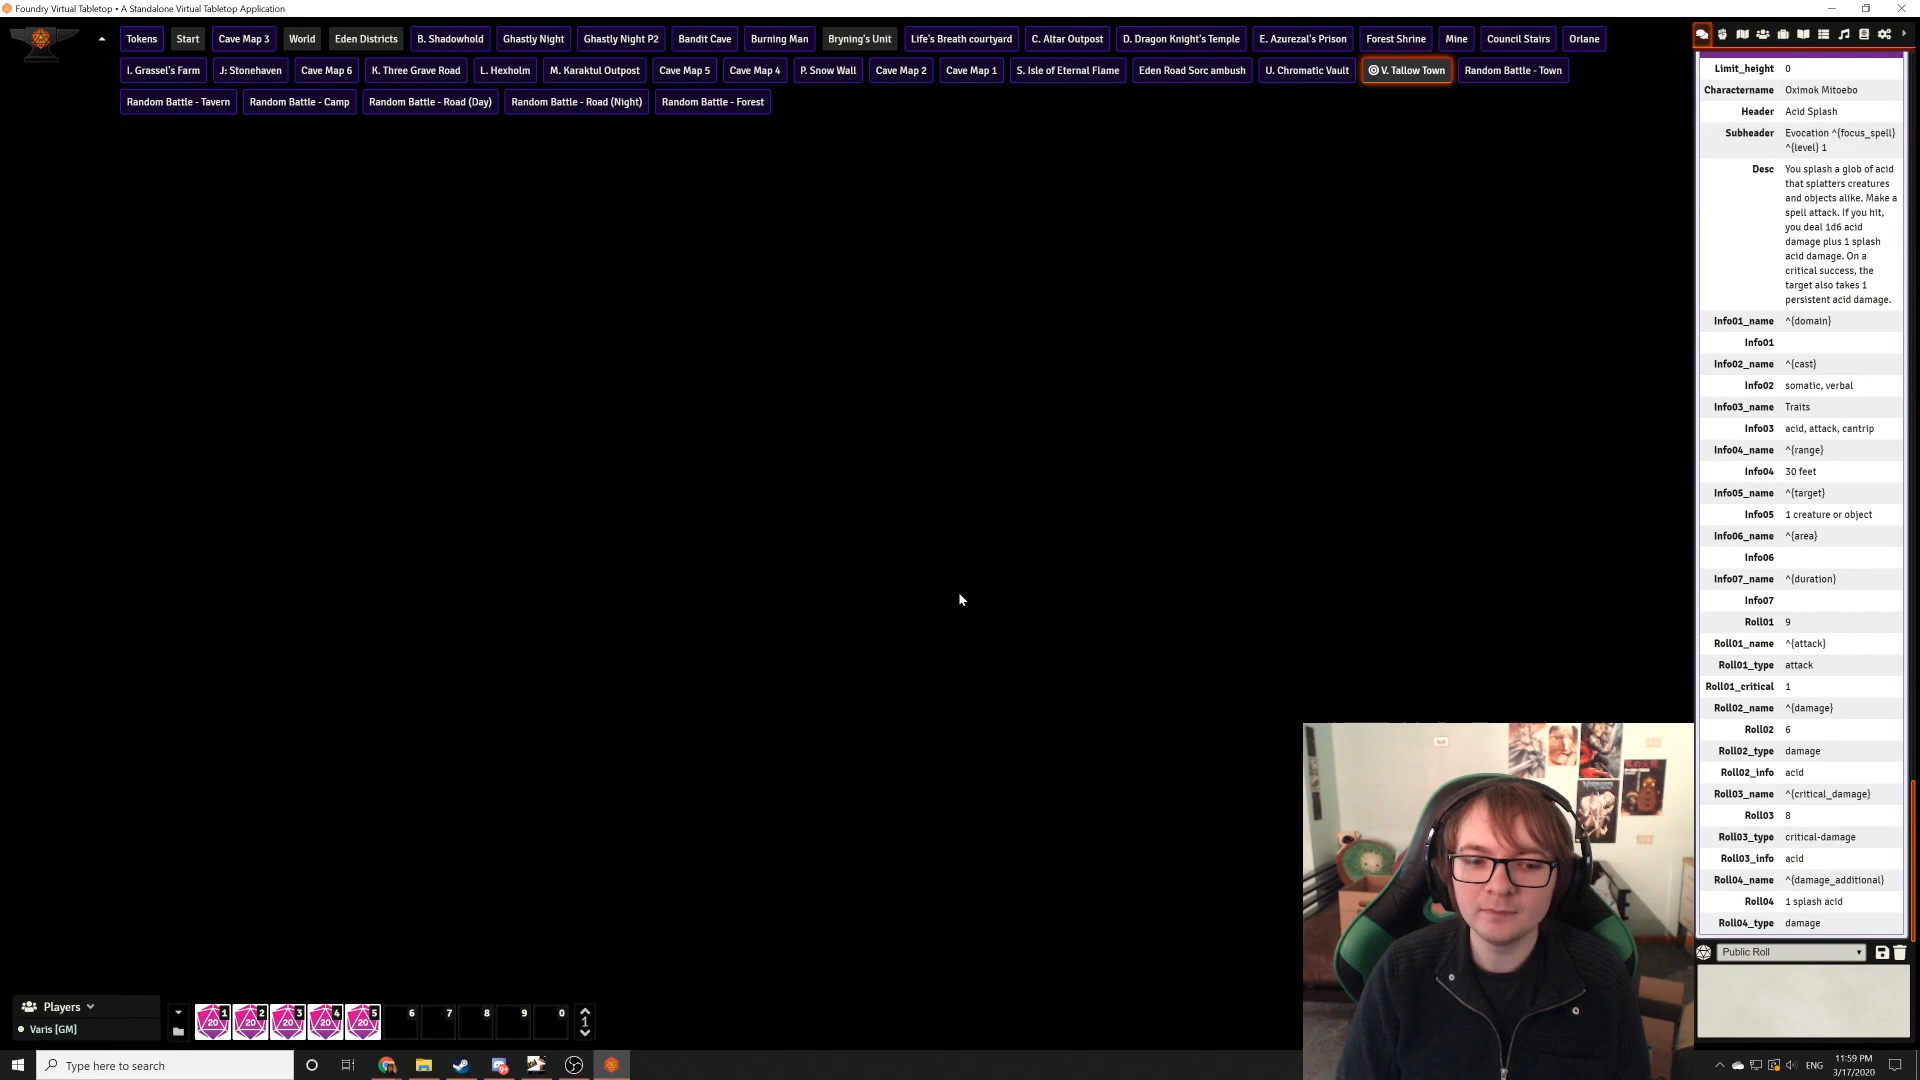 Foundry Virtual Tabletop • A Standalone Virtual Tabletop Application
Tokens Start Cave Map 3 World Eden Districts B. Shadowhold Ghastly Night Ghastly Night P2 Bandit Cave Burning Man Bryning's Unit Life's Breath courtyard C. Altar Outpost D. Dragon Knight's Temple E. Azurezal's Prison Forest Shrine Mine Council Stairs Orlane
I. Grassel's Farm J: Stonehaven Cave Map 6 K. Three Grave Road L. Hexholm M. Karaktul Outpost Cave Map 5 Cave Map 4 P. Snow Wall Cave Map 2 Cave Map 1 S. Isle of Eternal Flame Eden Road Sorc ambush U. Chromatic Vault V. Tallow Town Random Battle - Town
Random Battle - Tavern Random Battle - Camp Random Battle - Road (Day) Random Battle - Road (Night) Random Battle - Forest
Limit_height 0
Charactername Oximok Mitoebo
Header Acid Splash
Subheader Evocation ^{focus_spell}
^{level} 1
Desc You splash a glob of acid
that splatters creatures
and objects alike. Make a
spell attack. If you hit,
you deal 1d6 acid
damage plus 1 splash
acid damage. On a
critical success, the
target also takes 1
persistent acid damage.
Info01_name ^{domain}
Info01
Info02_name ^{cast}
Info02 somatic, verbal
Info03_name Traits
Info03 acid, attack, cantrip
Info04_name ^{range}
Info04 30 feet
Info05_name ^{target}
Info05 1 creature or object
Info06_name ^{area}
Info06
Info07_name ^{duration}
Info07
Roll01 9
Roll01_name ^{attack}
Roll01_type attack
Roll01_critical 1
Roll02_name ^{damage}
Roll02 6
Roll02_type damage
Roll02_info acid
Roll03_name ^{critical_damage}
Roll03 8
Roll03_type critical-damage
Roll03_info acid
Roll04_name ^{damage_additional}
Roll04 1 splash acid
Roll04_type damage
Public Roll
Players
Varis [GM]
20 1 20 2 20 3 20 4 20 5 6 7 8 9 0 1
Type here to search
ENG
11:59 PM
3/17/2020